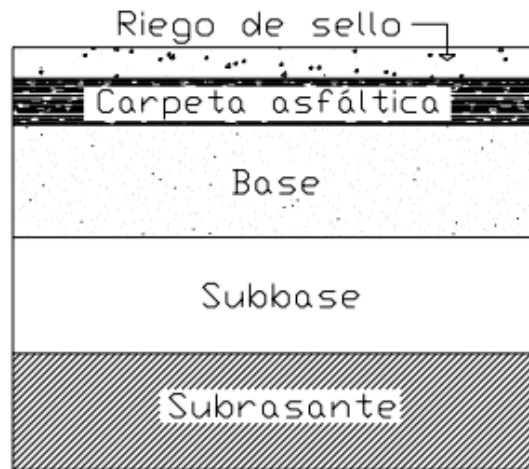 Riego de sello
Carpeta asfáltica
Base
Subbase
Subrasante